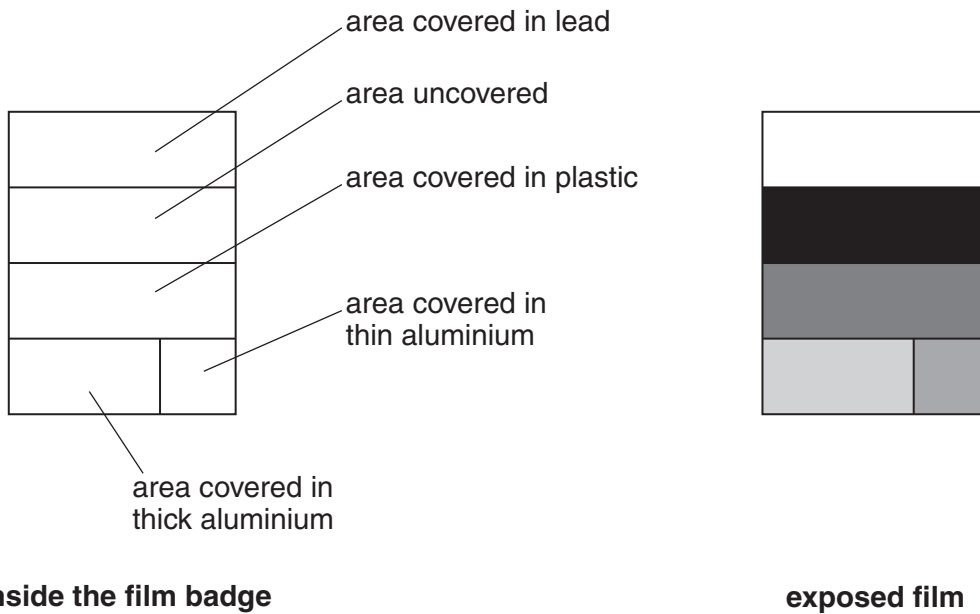 area covered in lead
area uncovered
area covered in plastic
area covered in
thin aluminium
area covered in
thick aluminium
nside the film badge
exposed film